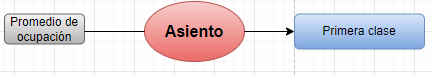 Promedio de
ocupación
Asiento
Primera clase